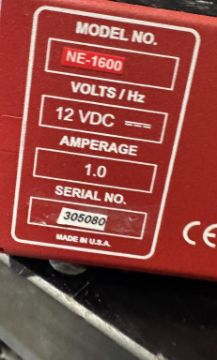 MODEL NO.
NE-1600
VOLTS / Hz
12 VDC ⎓
AMPERAGE
1.0
SERIAL NO.
305080
MADE IN U.S.A.
CE